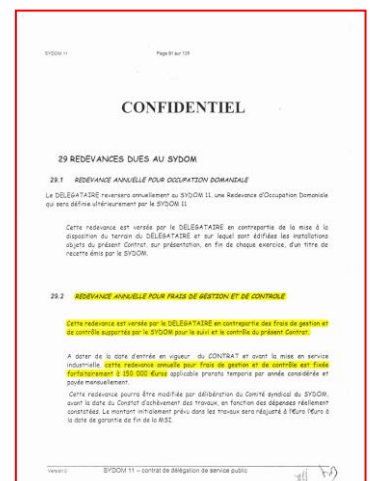 SYDOM 11 Page 91 sur 125
CONFIDENTIEL
29 REDEVANCES DUES AU SYDOM
29.1 REDEVANCE ANNUELLE POUR OCCUPATION DOMANIALE
Le DELEGATAIRE reversera annuellement au SYDOM 11, une Redevance d'Occupation Domaniale
qui sera définie ultérieurement par le SYDOM 11
Cette redevance est versée par le DELEGATAIRE en contrepartie de la mise à la
disposition du terrain du DELEGATAIRE et sur lequel sont édifiées les installations
objets du présent Contrat, sur présentation, en fin de chaque exercice, d'un titre de
recette émis par le SYDOM.
29.2 REDEVANCE ANNUELLE POUR FRAIS DE GESTION ET DE CONTROLE
Cette redevance est versée par le DELEGATAIRE en contrepartie des frais de gestion et
de contrôle supportés par le SYDOM pour le suivi et le contrôle du présent Contrat.
A dater de la date d'entrée en vigueur du CONTRAT et avant la mise en service
industrielle, cette redevance annuelle pour frais de gestion et de contrôle est fixée
forfaitairement à 150 000 €uros applicable prorata temporis par année considérée et
payée mensuellement.
Cette redevance pourra être modifiée par délibération du Comité syndical du SYDOM,
avant la date du Constat d'achèvement des travaux, en fonction des dépenses réellement
constatées. Le montant initialement prévu dans les travaux sera réajusté à l'€uro l'€uro à
la date de garantie de fin de la MSI.
SYDOM 11 – contrat de délégation de service public